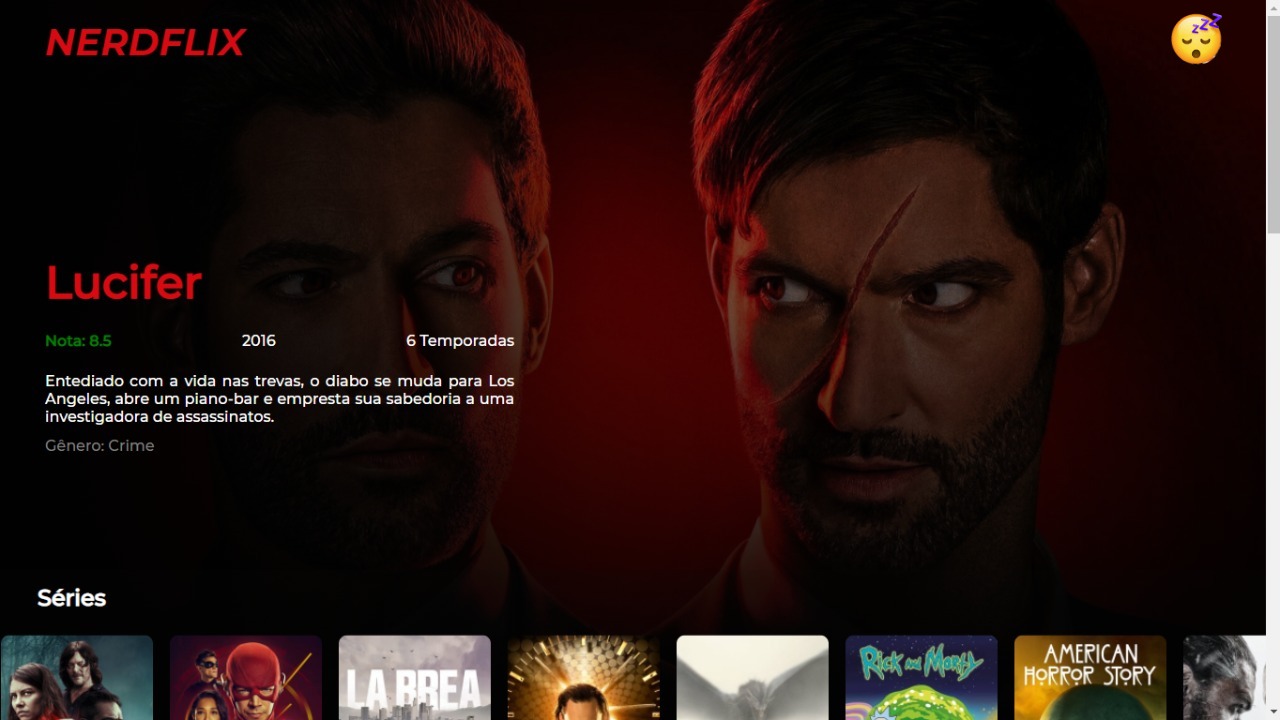 NERDFLIX
Lucifer
Nota: 8.5 2016 6 Temporadas
Entediado com a vida nas trevas, o diabo se muda para Los
Angeles, abre um piano-bar e empresta sua sabedoria a uma
investigadora de assassinatos.
Gênero: Crime
Séries
LA BREA
Rick and Morty
AMERICAN
HORROR STORY